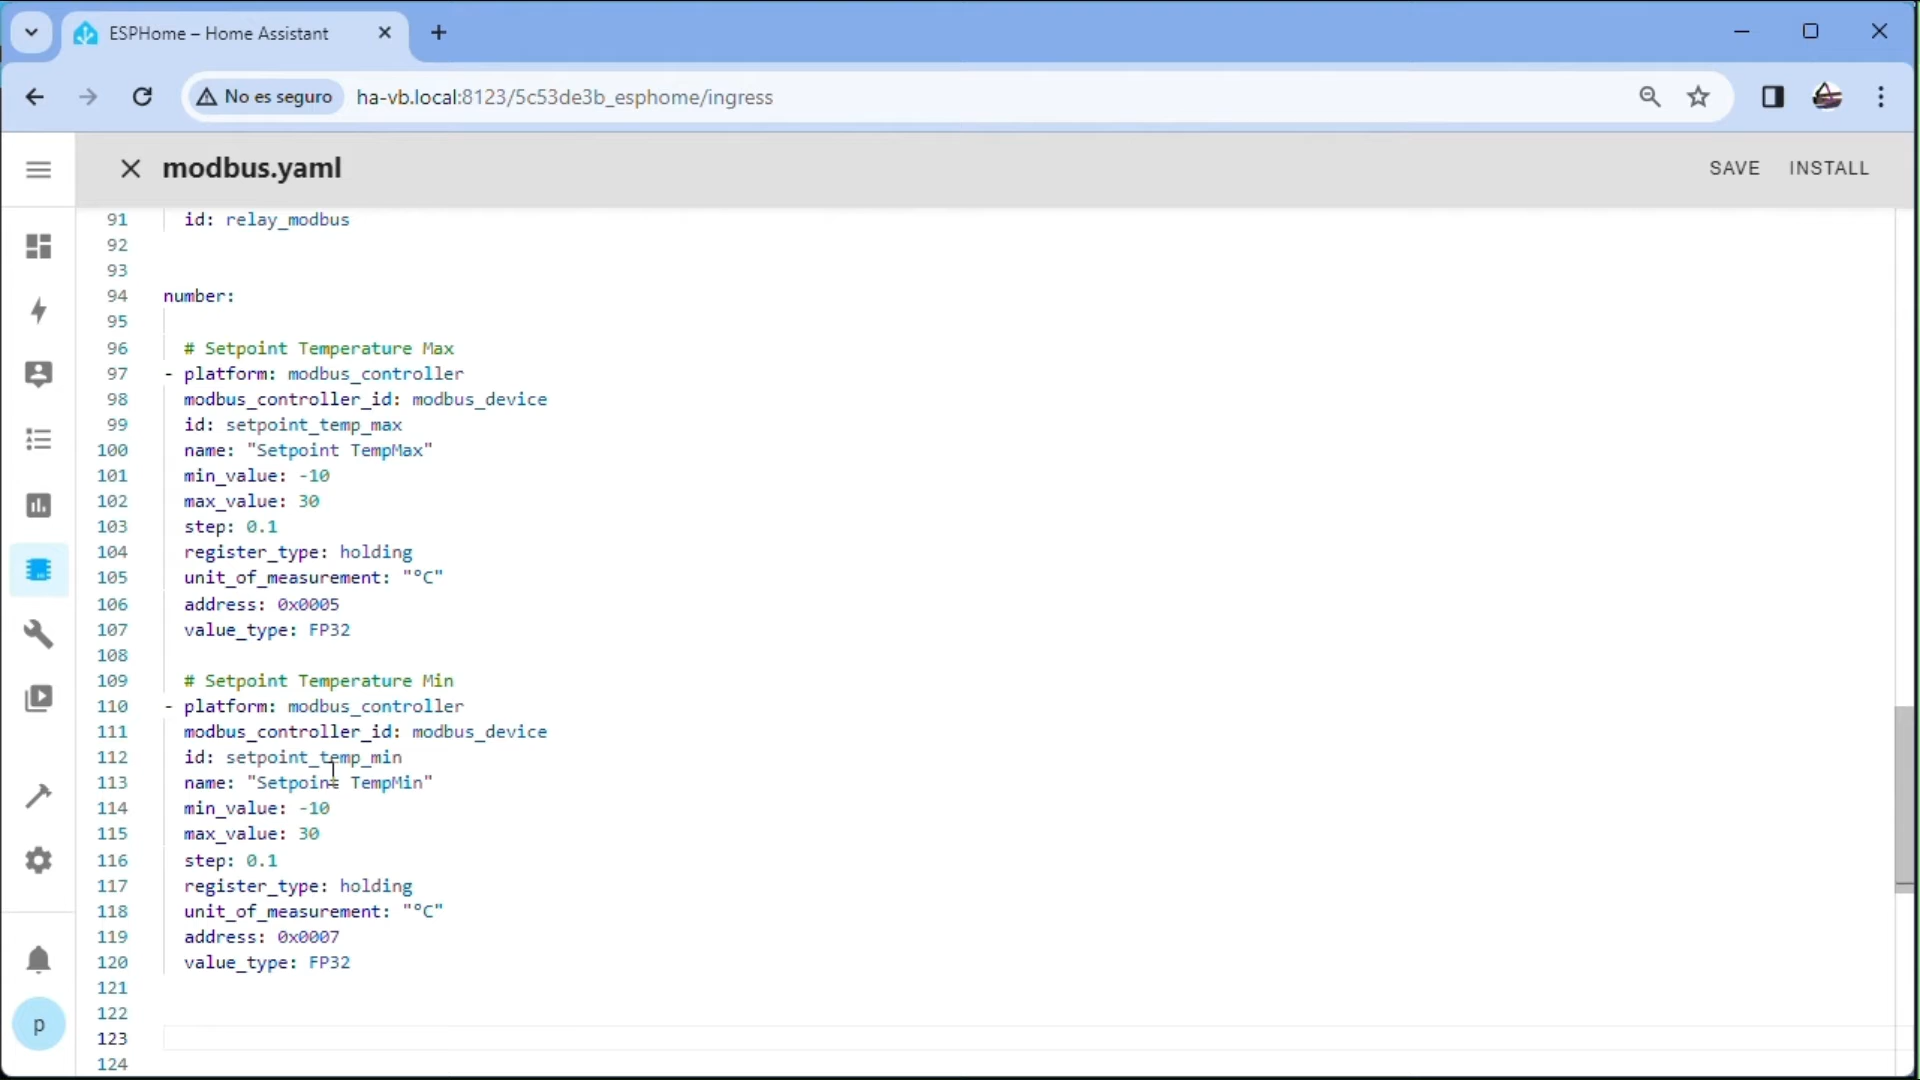 ESPHome – Home Assistant
No es seguro
ha-vb.local:8123/5c53de3b_esphome/ingress
modbus.yaml
SAVE
INSTALL
91 id: relay_modbus
92
93
94 number:
95
96 # Setpoint Temperature Max
97 - platform: modbus_controller
98 modbus_controller_id: modbus_device
99 id: setpoint_temp_max
100 name: "Setpoint TempMax"
101 min_value: -10
102 max_value: 30
103 step: 0.1
104 register_type: holding
105 unit_of_measurement: "°C"
106 address: 0x0005
107 value_type: FP32
108
109 # Setpoint Temperature Min
110 - platform: modbus_controller
111 modbus_controller_id: modbus_device
112 id: setpoint_temp_min
113 name: "Setpoint TempMin"
114 min_value: -10
115 max_value: 30
116 step: 0.1
117 register_type: holding
118 unit_of_measurement: "°C"
119 address: 0x0007
120 value_type: FP32
121
122
123
124
p